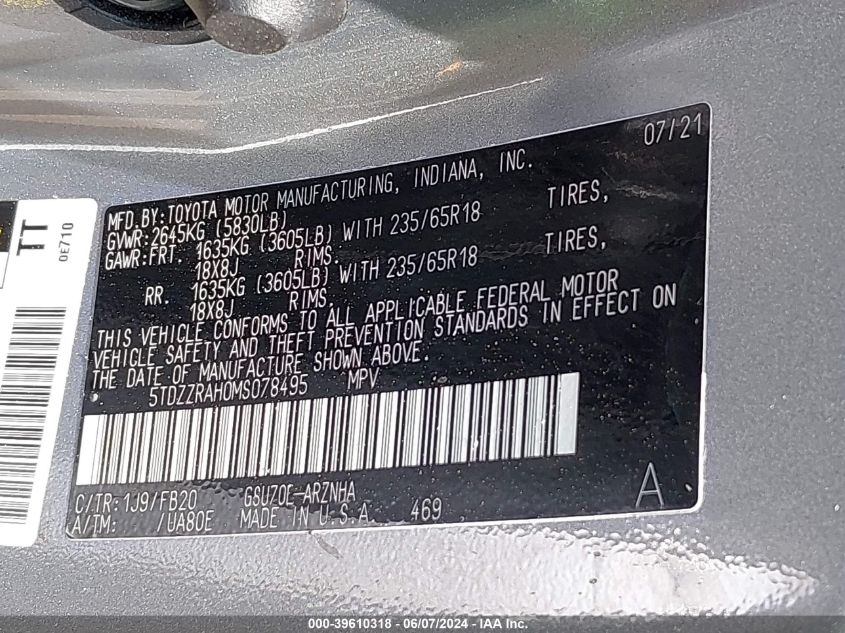 07/21
MFD.BY:TOYOTA MOTOR MANUFACTURING, INDIANA, INC.
GVWR:2645KG (5830LB)
GAWR:FRT. 1635KG (3605LB) WITH 235/65R18 TIRES,
18X8J RIMS.
RR. 1635KG (3605LB) WITH 235/65R18 TIRES,
18X8J RIMS.
THIS VEHICLE CONFORMS TO ALL APPLICABLE FEDERAL MOTOR
VEHICLE SAFETY AND THEFT PREVENTION STANDARDS IN EFFECT ON
THE DATE OF MANUFACTURE SHOWN ABOVE.
5TDZZRAH0MS078495 MPV
C/TR:1J9/FB20 GSU70L-ARZNHA
A/TM: /UA80E MADE IN U.S.A. 469
A
TT
0E710
000-39610318 - 06/07/2024 - IAA Inc.